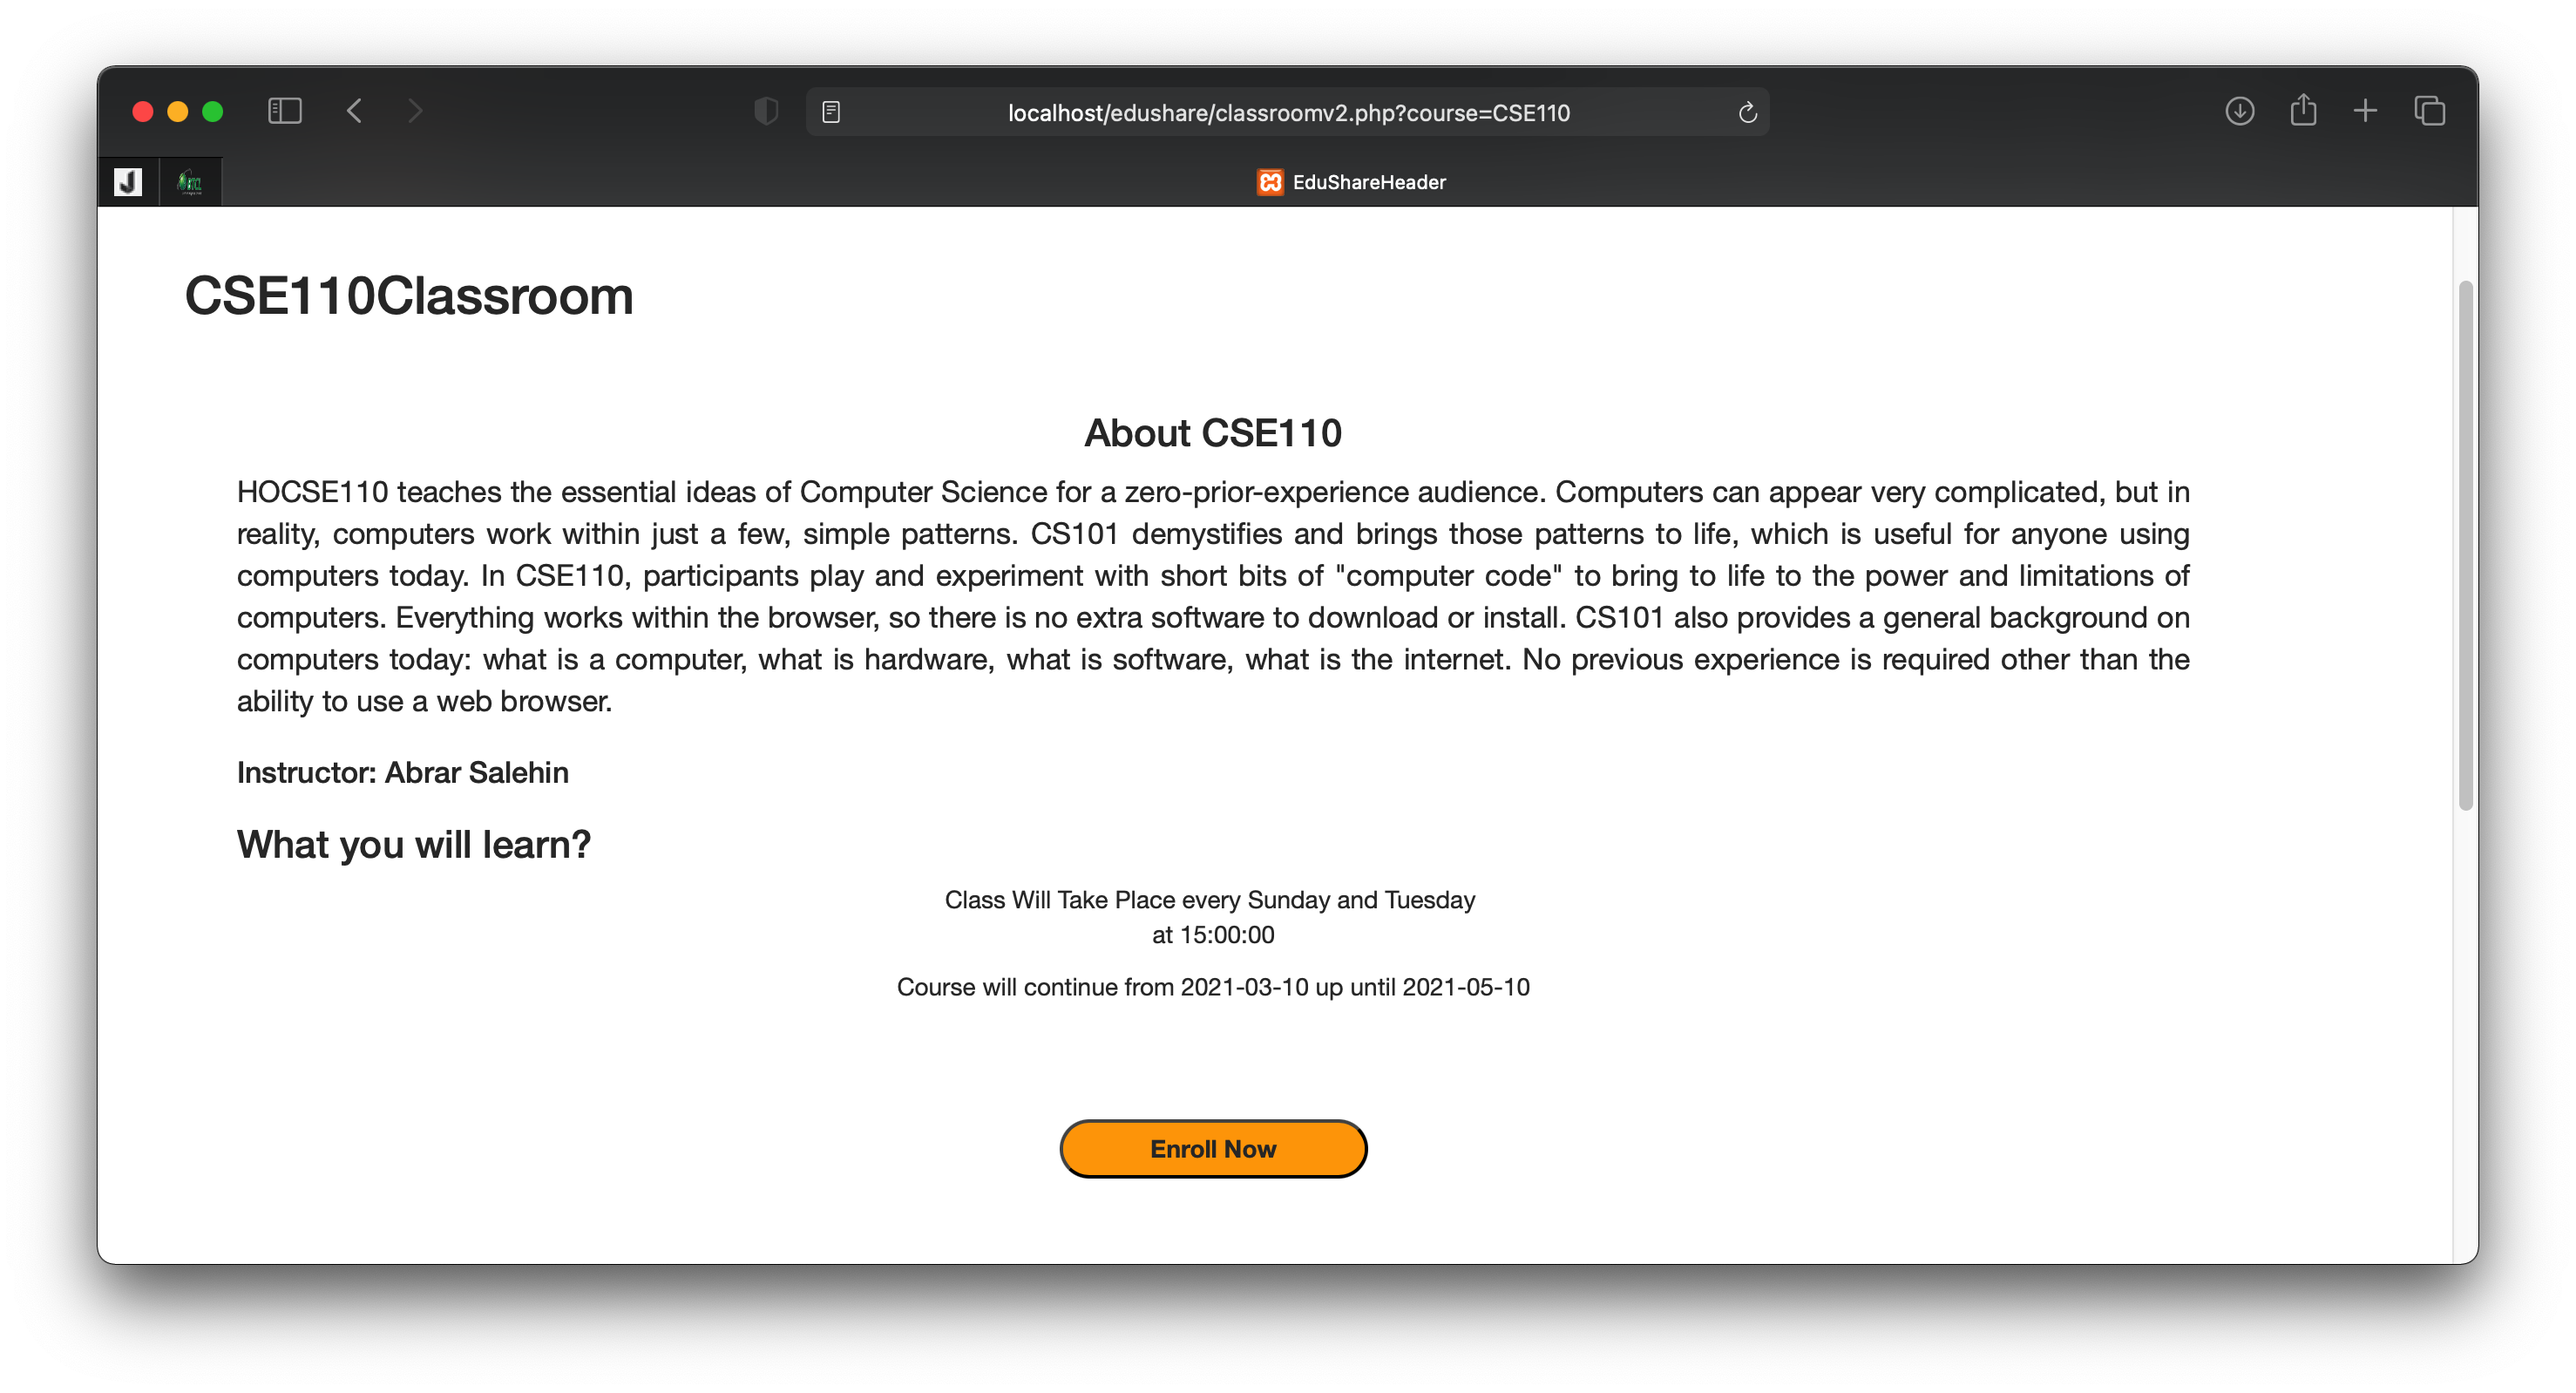 localhost/edushare/classroomv2.php?course=CSE110
EduShareHeader
CSE110Classroom
About CSE110
HOCSE110 teaches the essential ideas of Computer Science for a zero-prior-experience audience. Computers can appear very complicated, but in
reality, computers work within just a few, simple patterns. CS101 demystifies and brings those patterns to life, which is useful for anyone using
computers today. In CSE110, participants play and experiment with short bits of "computer code" to bring to life to the power and limitations of
computers. Everything works within the browser, so there is no extra software to download or install. CS101 also provides a general background on
computers today: what is a computer, what is hardware, what is software, what is the internet. No previous experience is required other than the
ability to use a web browser.
Instructor: Abrar Salehin
What you will learn?
Class Will Take Place every Sunday and Tuesday
at 15:00:00
Course will continue from 2021-03-10 up until 2021-05-10
Enroll Now